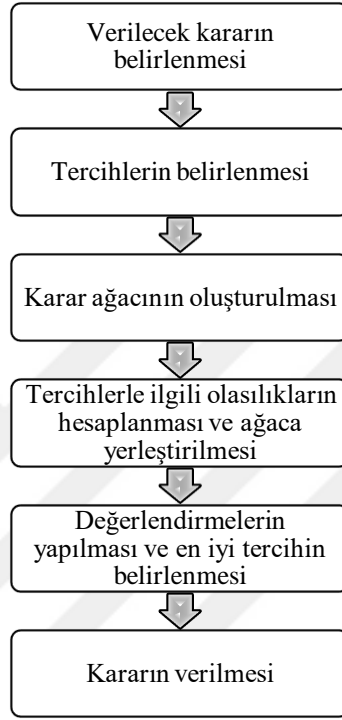 Verilecek kararın
belirlenmesi
Tercihlerin belirlenmesi
Karar ağacının oluşturulması
Tercihlerle ilgili olasılıkların
hesaplanması ve ağaca
yerleştirilmesi
Değerlendirmelerin
yapılması ve en iyi tercihin
belirlenmesi
Kararın verilmesi